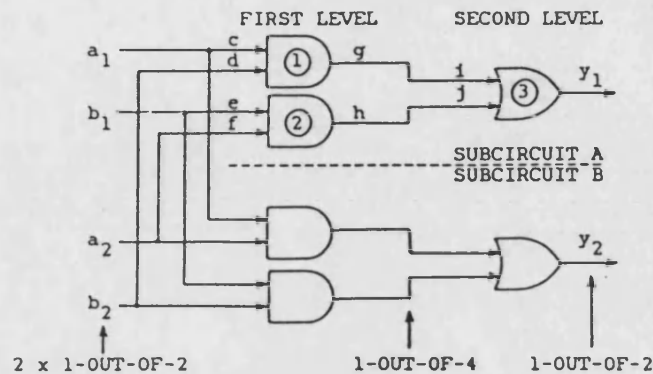 FIRST LEVEL SECOND LEVEL
a1 c 1 g
d i y1
j 3
b1 e 2 h
f
SUBCIRCUIT A
SUBCIRCUIT B
a2 y2
b2
2 x 1-OUT-OF-2 1-OUT-OF-4 1-OUT-OF-2